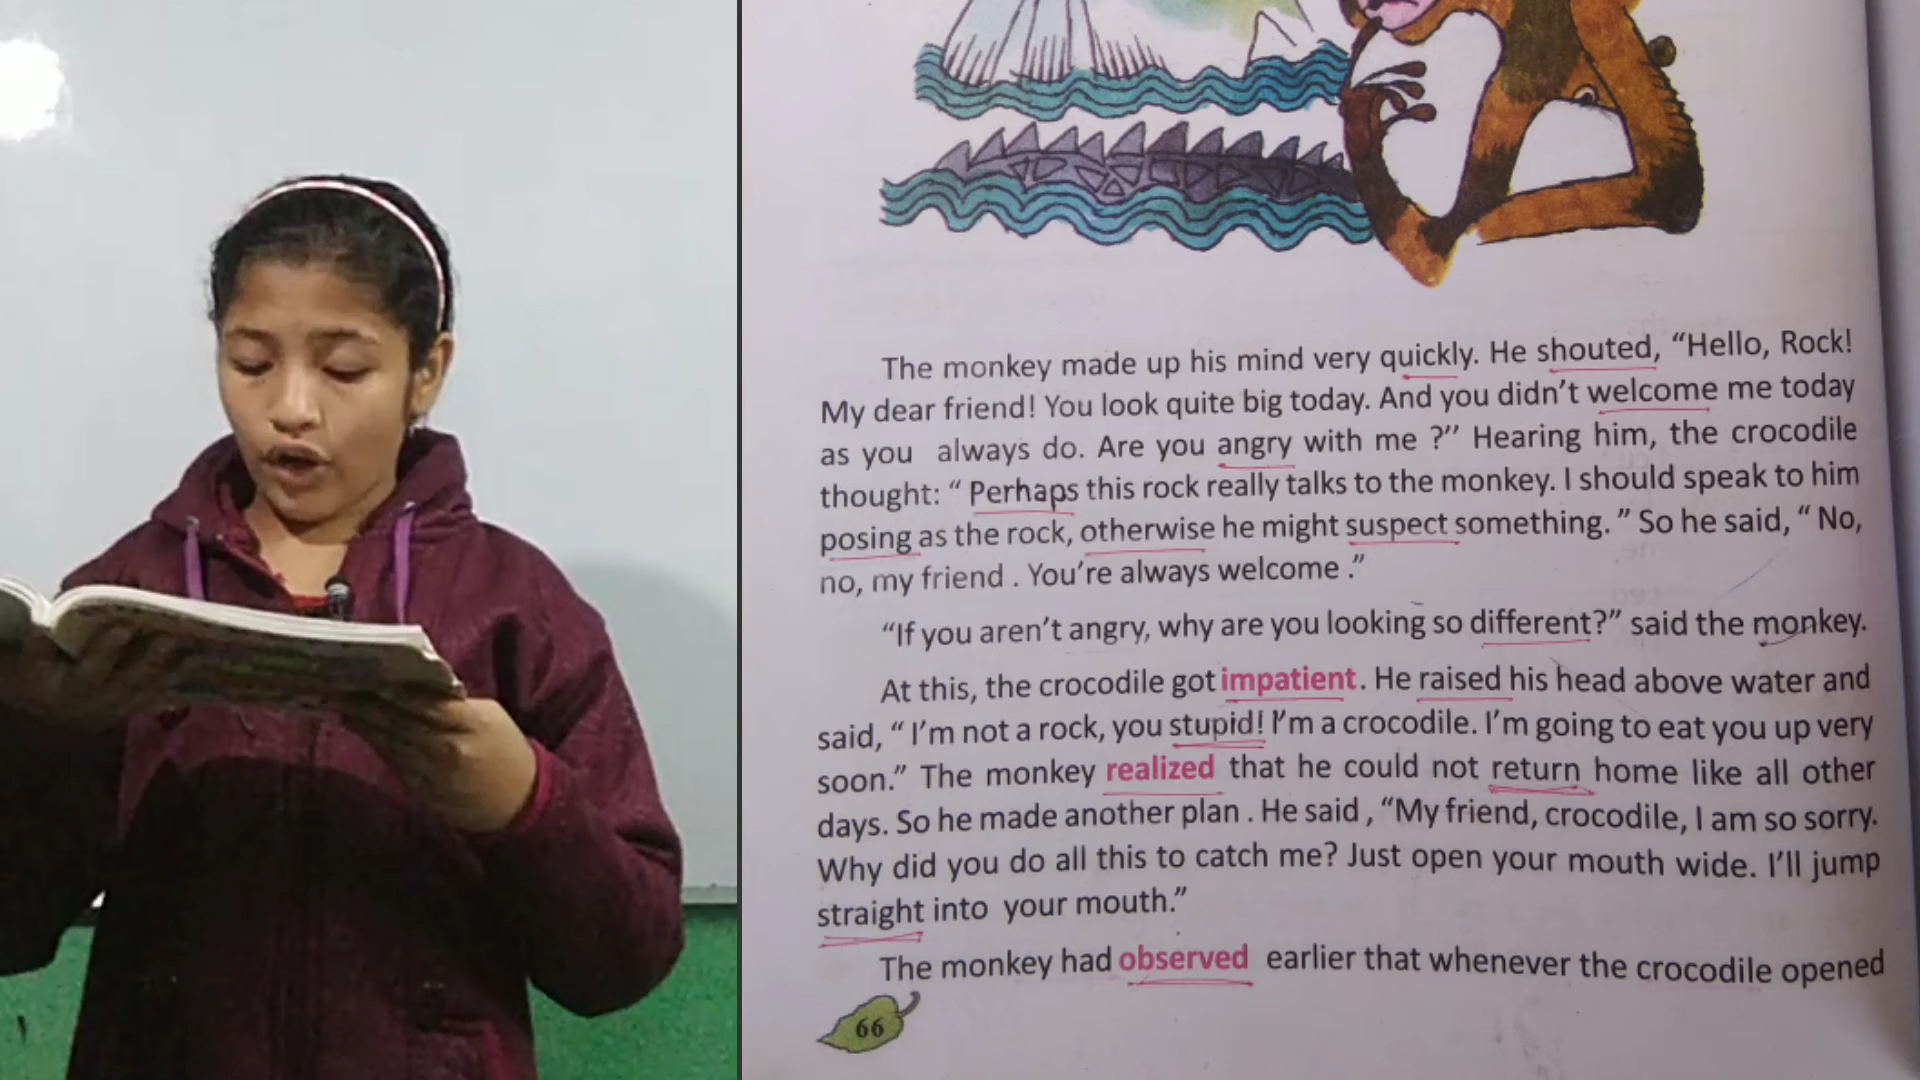 The monkey made up his mind very quickly. He shouted, “Hello, Rock!
My dear friend! You look quite big today. And you didn’t welcome me today
as you always do. Are you angry with me ?” Hearing him, the crocodile
thought: “ Perhaps this rock really talks to the monkey. I should speak to him
posing as the rock, otherwise he might suspect something. ” So he said, “ No,
no, my friend . You’re always welcome .”
“If you aren’t angry, why are you looking so different?” said the monkey.
At this, the crocodile got impatient. He raised his head above water and
said, “ I’m not a rock, you stupid! I’m a crocodile. I’m going to eat you up very
soon.” The monkey realized that he could not return home like all other
days. So he made another plan . He said , “My friend, crocodile, I am so sorry.
Why did you do all this to catch me? Just open your mouth wide. I’ll jump
straight into your mouth.”
The monkey had observed earlier that whenever the crocodile opened
66